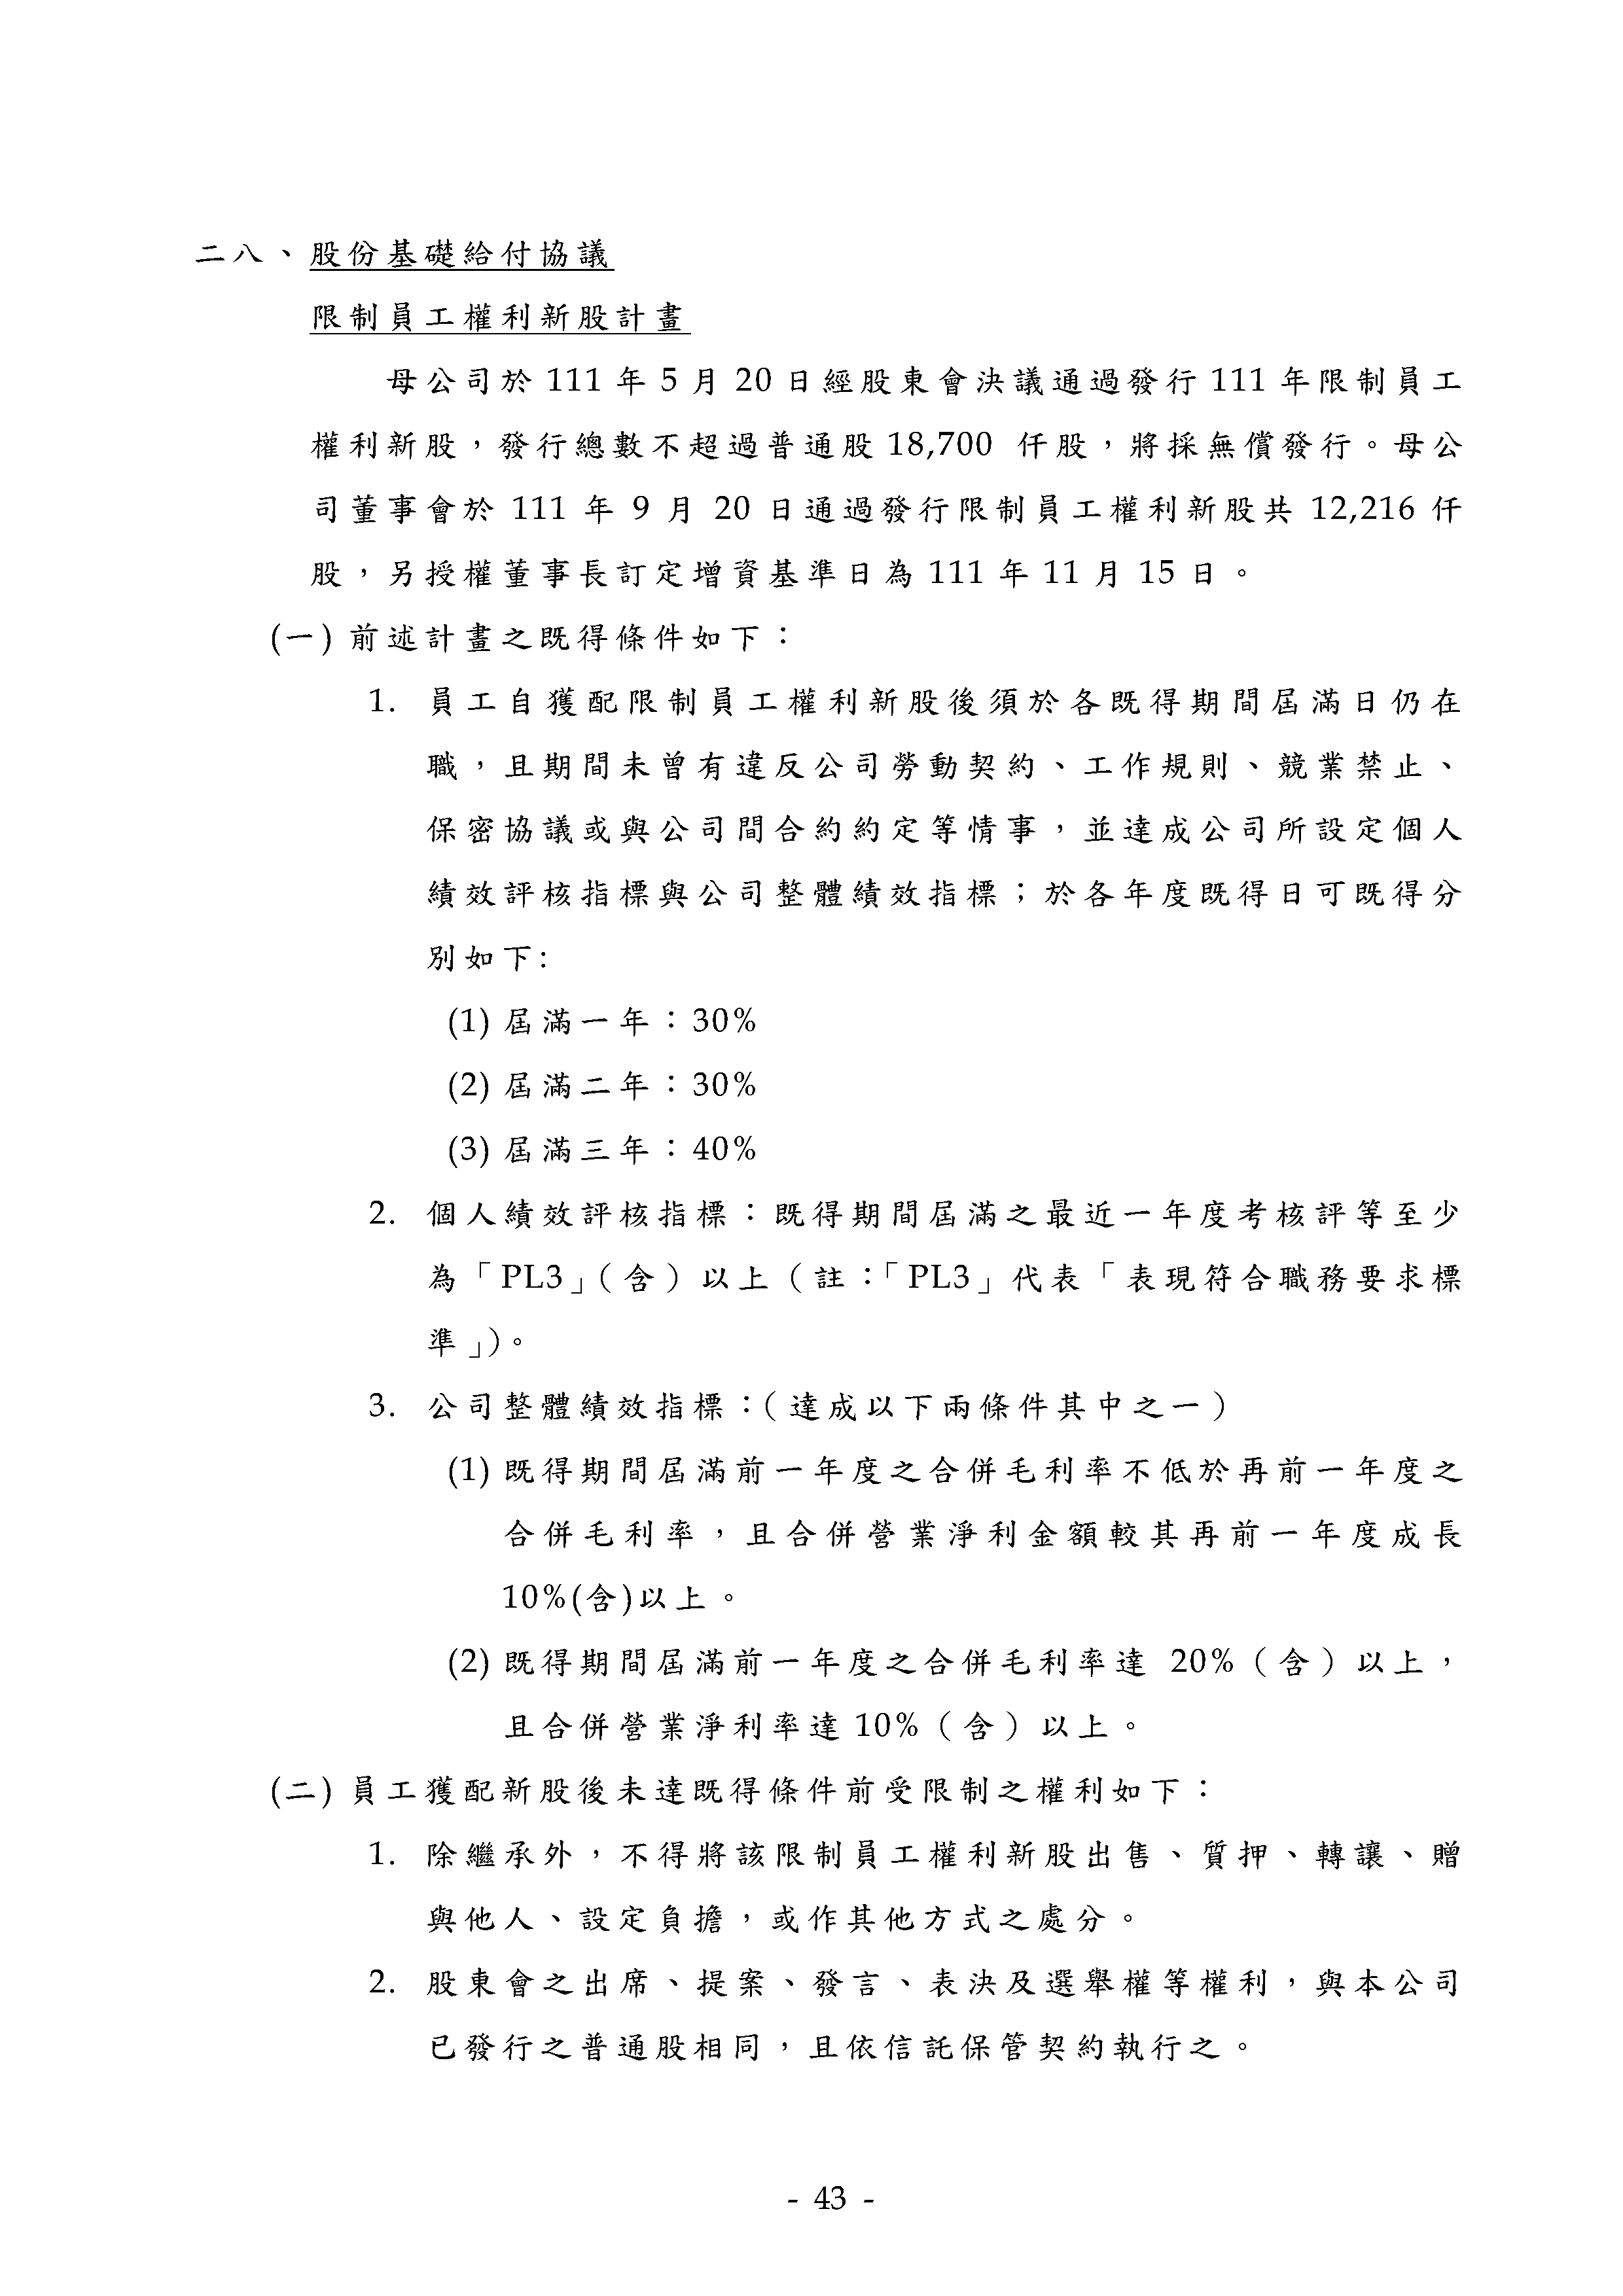 二八、股份基礎給付協議
限制員工權利新股計畫
母公司於 111 年 5 月 20 日經股東會決議通過發行 111 年限制員工
權利新股，發行總數不超過普通股 18,700 仟股，將採無償發行。母公
司董事會於 111 年 9 月 20 日通過發行限制員工權利新股共 12,216 仟
股，另授權董事長訂定增資基準日為 111 年 11 月 15 日。
(一) 前述計畫之既得條件如下：
1. 員工自獲配限制員工權利新股後須於各既得期間屆滿日仍在
職，且期間未曾有違反公司勞動契約、工作規則、競業禁止、
保密協議或與公司間合約約定等情事，並達成公司所設定個人
績效評核指標與公司整體績效指標；於各年度既得日可既得分
別如下:
(1) 屆滿一年：30%
(2) 屆滿二年：30%
(3) 屆滿三年：40%
2. 個人績效評核指標：既得期間屆滿之最近一年度考核評等至少
為「PL3」（含）以上（註：「PL3」代表「表現符合職務要求標
準」）。
3. 公司整體績效指標：（達成以下兩條件其中之一）
(1) 既得期間屆滿前一年度之合併毛利率不低於再前一年度之
合併毛利率，且合併營業淨利金額較其再前一年度成長
10%(含)以上。
(2) 既得期間屆滿前一年度之合併毛利率達 20%（含）以上，
且合併營業淨利率達 10%（含）以上。
(二) 員工獲配新股後未達既得條件前受限制之權利如下：
1. 除繼承外，不得將該限制員工權利新股出售、質押、轉讓、贈
與他人、設定負擔，或作其他方式之處分。
2. 股東會之出席、提案、發言、表決及選舉權等權利，與本公司
已發行之普通股相同，且依信託保管契約執行之。
- 43 -